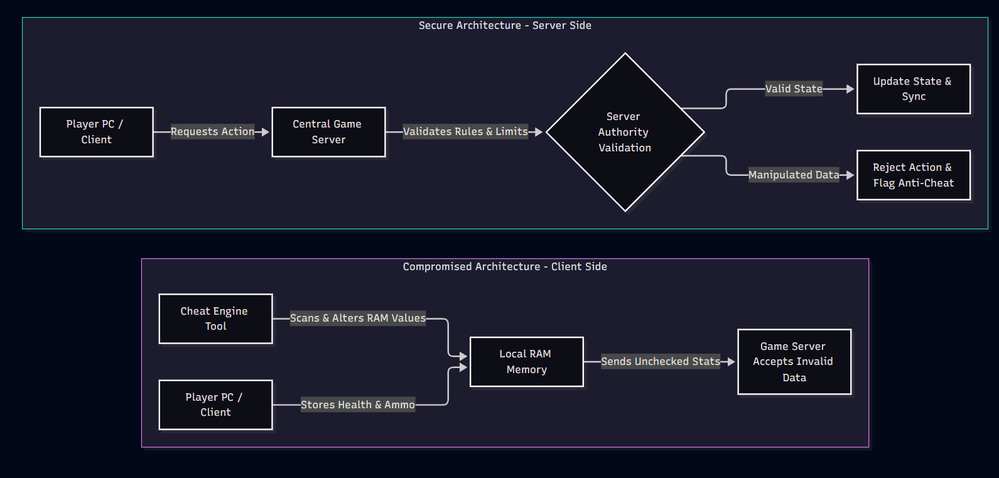 Secure Architecture - Server Side
Player PC /
Client
Requests Action
Central Game
Server
Validates Rules & Limits
Server
Authority
Validation
Valid State
Update State &
Sync
Manipulated Data
Reject Action &
Flag Anti-Cheat
Compromised Architecture - Client Side
Cheat Engine
Tool
Scans & Alters RAM Values
Player PC /
Client
Stores Health & Ammo
Local RAM
Memory
Sends Unchecked Stats
Game Server
Accepts Invalid
Data